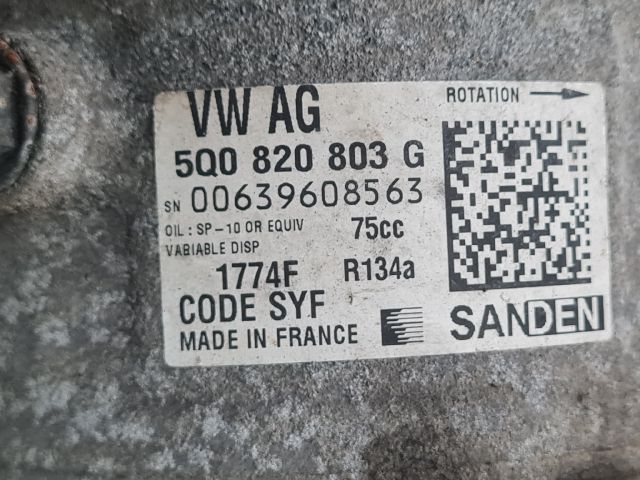 VW AG
ROTATION
5Q0 820 803 G
SN 00639608563
OIL : SP-10 OR EQUIV 75cc
VARIABLE DISP
1774F R134a
CODE SYF
MADE IN FRANCE
SANDEN